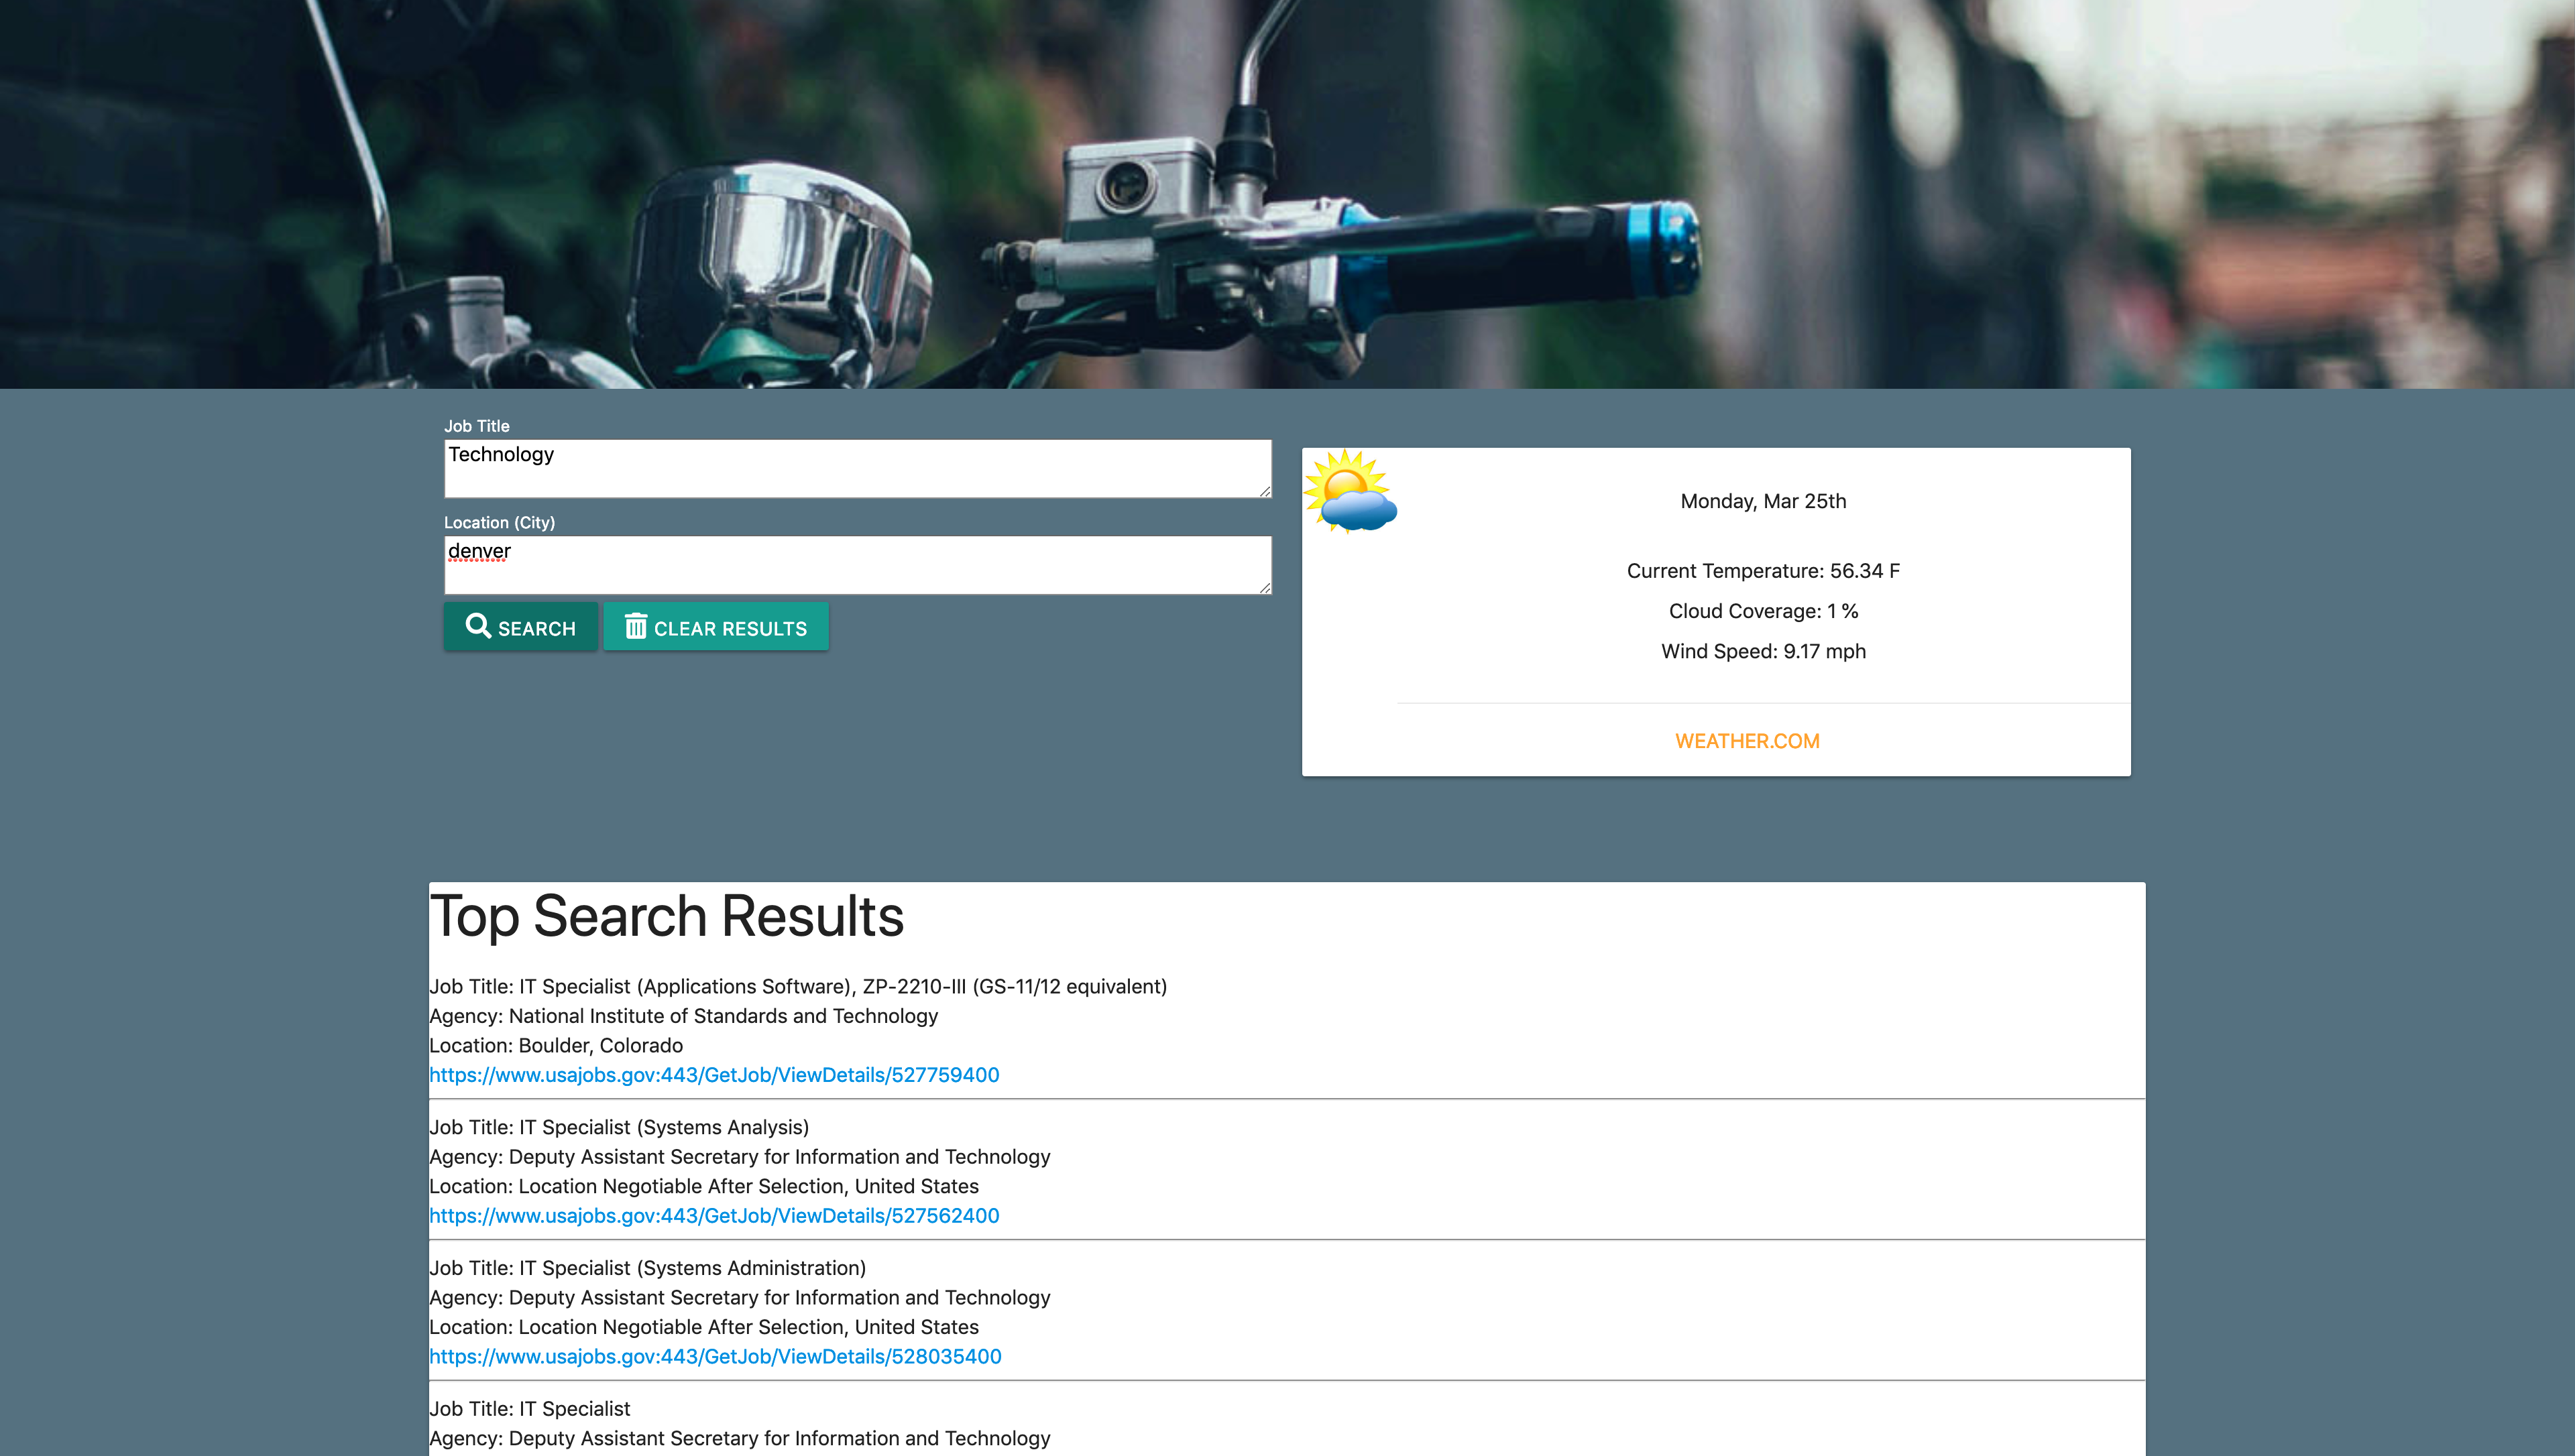 Job Title
Technology
Location (City)
denver
SEARCH
CLEAR RESULTS
Monday, Mar 25th
Current Temperature: 56.34 F
Cloud Coverage: 1 %
Wind Speed: 9.17 mph
WEATHER.COM
Top Search Results
Job Title: IT Specialist (Applications Software), ZP-2210-III (GS-11/12 equivalent)
Agency: National Institute of Standards and Technology
Location: Boulder, Colorado
https://www.usajobs.gov:443/GetJob/ViewDetails/527759400
Job Title: IT Specialist (Systems Analysis)
Agency: Deputy Assistant Secretary for Information and Technology
Location: Location Negotiable After Selection, United States
https://www.usajobs.gov:443/GetJob/ViewDetails/527562400
Job Title: IT Specialist (Systems Administration)
Agency: Deputy Assistant Secretary for Information and Technology
Location: Location Negotiable After Selection, United States
https://www.usajobs.gov:443/GetJob/ViewDetails/528035400
Job Title: IT Specialist
Agency: Deputy Assistant Secretary for Information and Technology